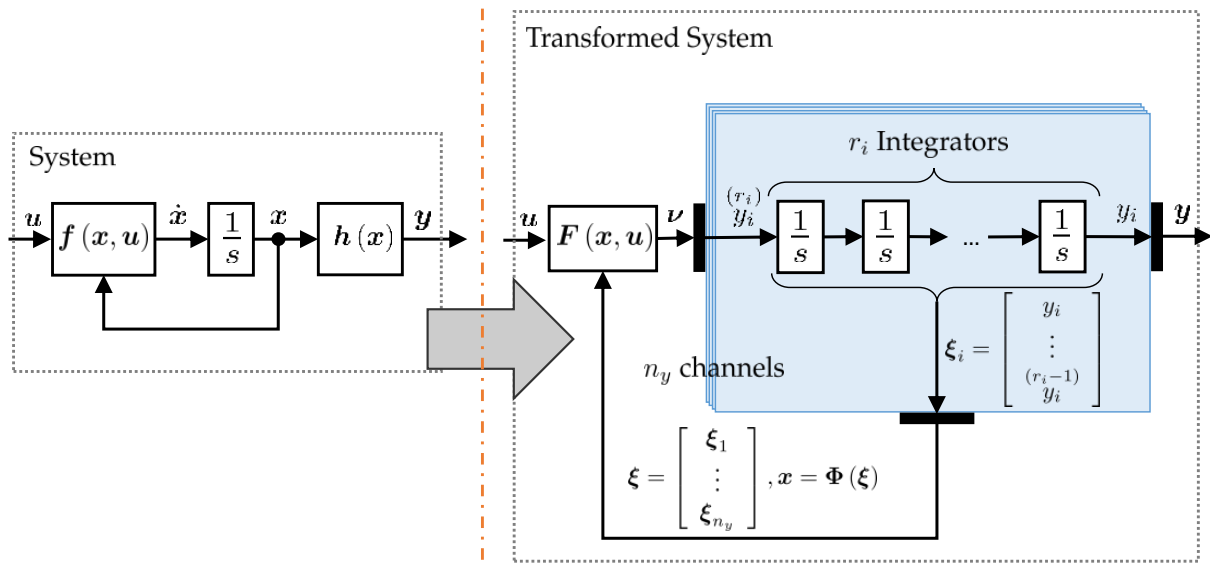 System
u
f (x, u)
ẋ
1/s
x
h (x)
y
Transformed System
u
F (x, u)
ν
r_i Integrators
(r_i)
y_i
1/s
1/s
...
1/s
y_i
y
n_y channels
ξ_i = [ y_i ⋮ (r_i−1) y_i ]
ξ = [ ξ_1 ⋮ ξ_{n_y} ] , x = Φ (ξ)